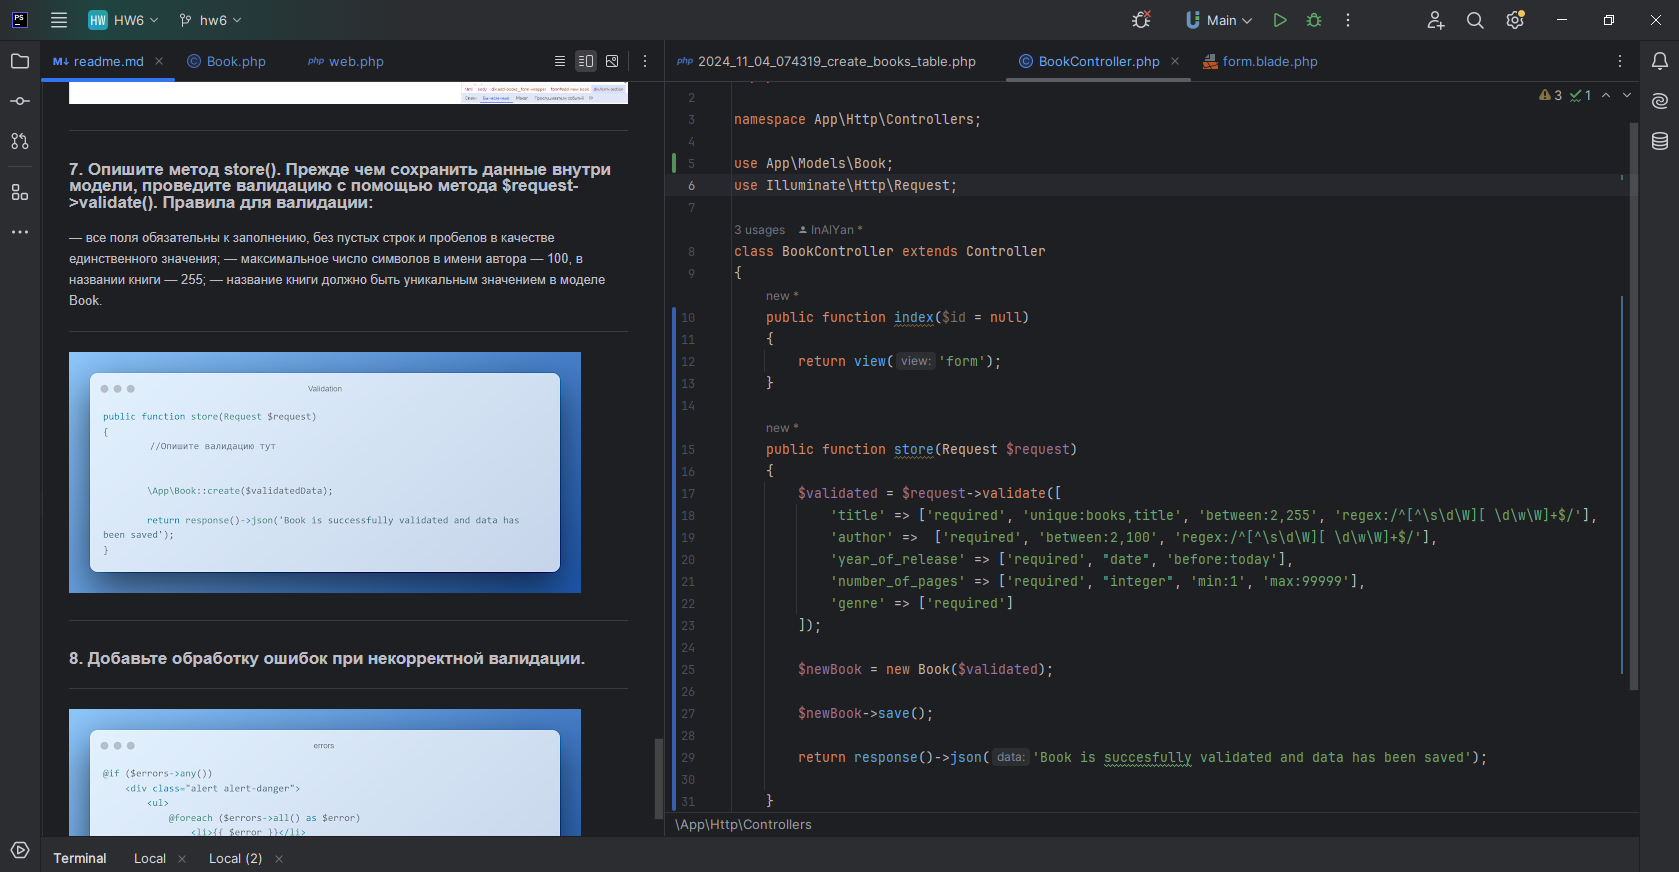 PS
HW HW6
hw6
Main
readme.md
Book.php
php web.php
php 2024_11_04_074319_create_books_table.php
BookController.php
form.blade.php
7. Опишите метод store(). Прежде чем сохранить данные внутри
модели, проведите валидацию с помощью метода $request-
>validate(). Правила для валидации:
— все поля обязательны к заполнению, без пустых строк и пробелов в качестве
единственного значения; — максимальное число символов в имени автора — 100, в
названии книги — 255; — название книги должно быть уникальным значением в моделе
Book.
Validation
public function store(Request $request)
{
//Опишите валидацию тут
\App\Book::create($validatedData);
return response()->json('Book is successfully validated and data has
been saved');
}
8. Добавьте обработку ошибок при некорректной валидации.
errors
@if ($errors->any())
<div class="alert alert-danger">
<ul>
@foreach ($errors->all() as $error)
<li>{{ $error }}</li>
3 1
2
3 namespace App\Http\Controllers;
4
5 use App\Models\Book;
6 use Illuminate\Http\Request;
7
3 usages InAlYan *
8 class BookController extends Controller
9 {
new *
10 public function index($id = null)
11 {
12 return view( view: 'form');
13 }
14
new *
15 public function store(Request $request)
16 {
17 $validated = $request->validate([
18 'title' => ['required', 'unique:books,title', 'between:2,255', 'regex:/^[^\s\d\W][ \d\w\W]+$/'],
19 'author' => ['required', 'between:2,100', 'regex:/^[^\s\d\W][ \d\w\W]+$/'],
20 'year_of_release' => ['required', "date", 'before:today'],
21 'number_of_pages' => ['required', "integer", 'min:1', 'max:99999'],
22 'genre' => ['required']
23 ]);
24
25 $newBook = new Book($validated);
26
27 $newBook->save();
28
29 return response()->json( data: 'Book is succesfully validated and data has been saved');
30
31 }
\App\Http\Controllers
Terminal Local Local (2)